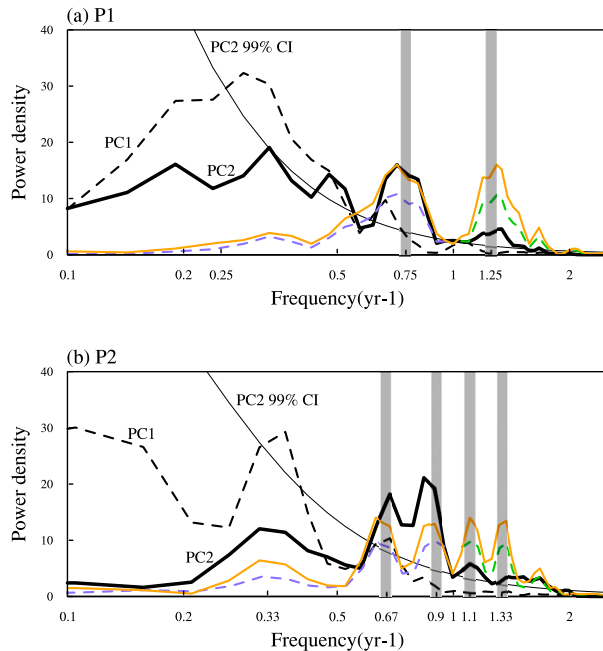 (a) P1
40
PC2 99% CI
30
PC1
20
PC2
10
0
Power density
0.1 0.2 0.25 0.5 0.75 1 1.25 2
Frequency(yr-1)
(b) P2
40
PC2 99% CI
30
PC1
20
PC2
10
0
Power density
0.1 0.2 0.33 0.5 0.67 0.9 1 1.1 1.33 2
Frequency(yr-1)